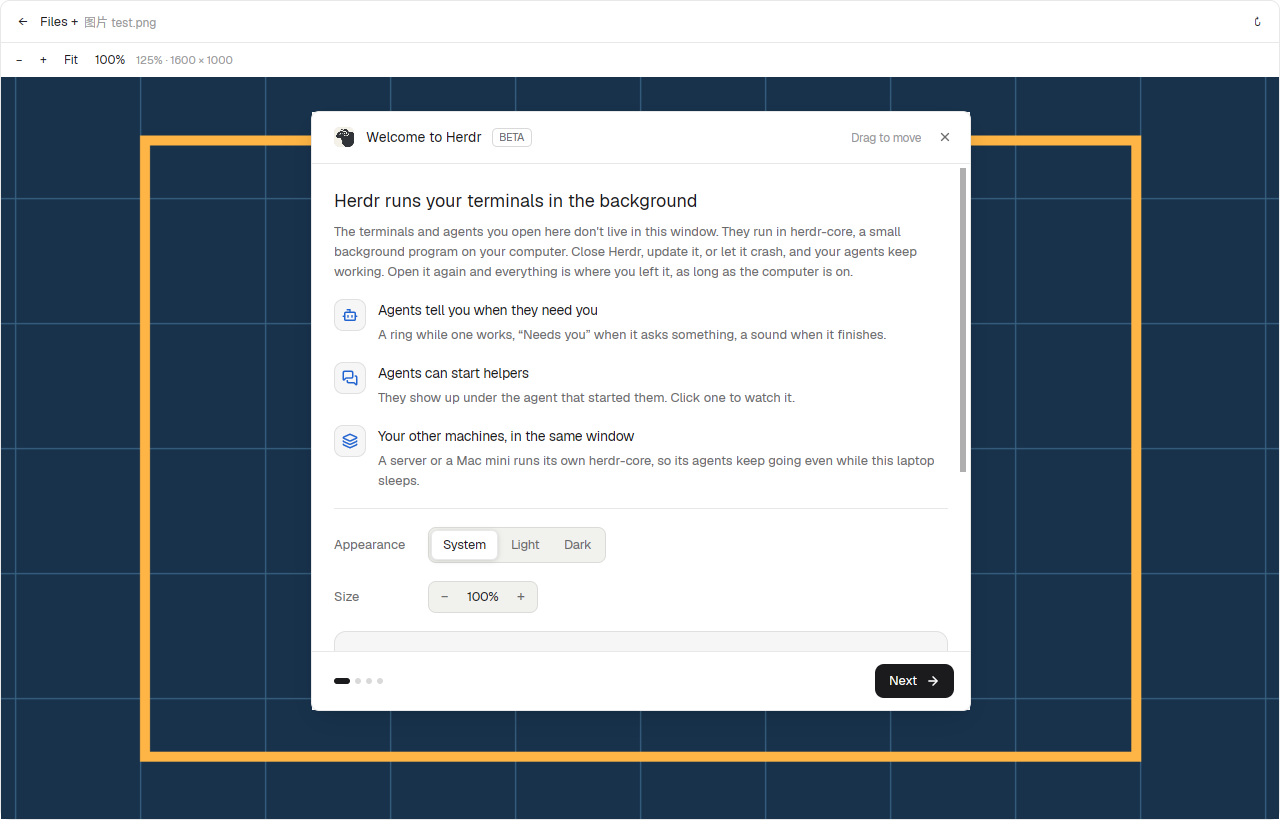 Files + 图片 test.png
− + Fit 100% 125% · 1600 × 1000
Welcome to Herdr BETA Drag to move
Herdr runs your terminals in the background
The terminals and agents you open here don't live in this window. They run in herdr-core, a small
background program on your computer. Close Herdr, update it, or let it crash, and your agents keep
working. Open it again and everything is where you left it, as long as the computer is on.
Agents tell you when they need you
A ring while one works, “Needs you” when it asks something, a sound when it finishes.
Agents can start helpers
They show up under the agent that started them. Click one to watch it.
Your other machines, in the same window
A server or a Mac mini runs its own herdr-core, so its agents keep going even while this laptop
sleeps.
Appearance System Light Dark
Size − 100% +
Next